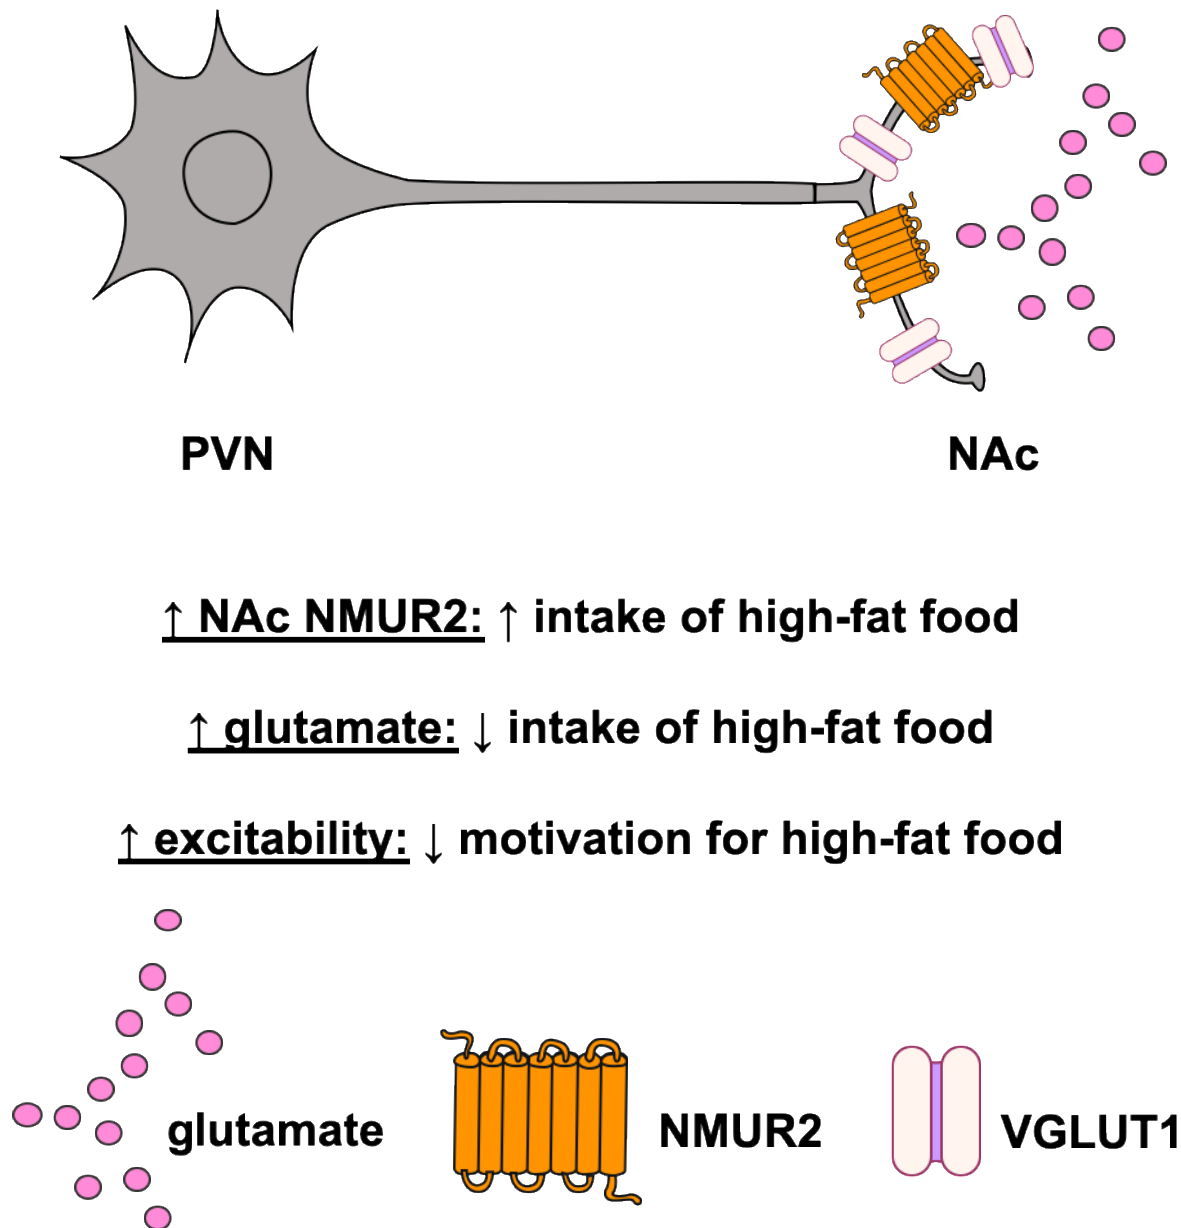 PVN
NAc
↑ NAc NMUR2: ↑ intake of high-fat food
↑ glutamate: ↓ intake of high-fat food
↑ excitability: ↓ motivation for high-fat food
glutamate
NMUR2
VGLUT1